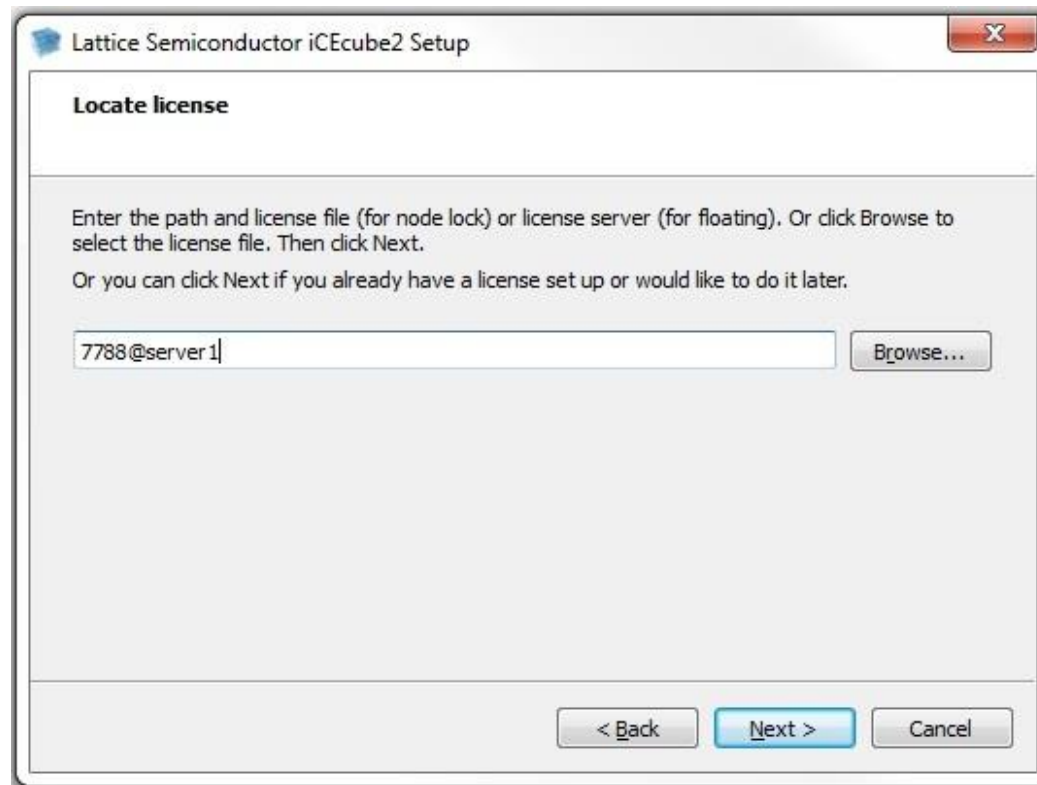 Lattice Semiconductor iCEcube2 Setup
Locate license
Enter the path and license file (for node lock) or license server (for floating). Or click Browse to
select the license file. Then click Next.
Or you can click Next if you already have a license set up or would like to do it later.
7788@server1
Browse...
< Back
Next >
Cancel